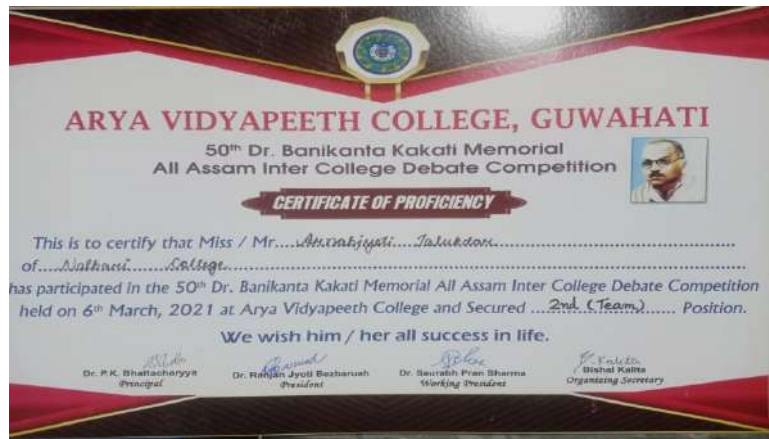 ARYA VIDYAPEETH COLLEGE, GUWAHATI
50th Dr. Banikanta Kakati Memorial
All Assam Inter College Debate Competition
CERTIFICATE OF PROFICIENCY
This is to certify that Miss / Mr.... Talukdar....
of....Nalbari......College....
has participated in the 50th Dr. Banikanta Kakati Memorial All Assam Inter College Debate Competition
held on 6th March, 2021 at Arya Vidyapeeth College and Secured ....2nd (Team)...... Position.
We wish him / her all success in life.
Dr. P.K. Bhattacharyya Dr. Ranjan Jyoti Bezbaruah Dr. Saurabh Pran Sharma Bishal Kalita
Principal President Working President Organizing Secretary